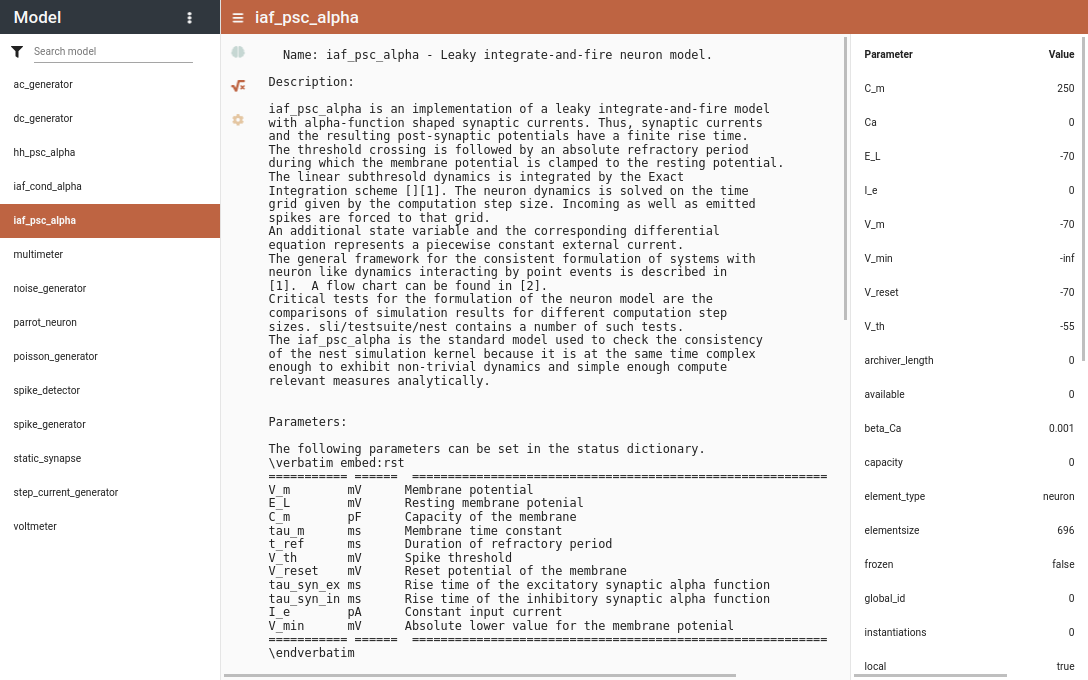 Model
Search model
ac_generator
dc_generator
hh_psc_alpha
iaf_cond_alpha
iaf_psc_alpha
multimeter
noise_generator
parrot_neuron
poisson_generator
spike_detector
spike_generator
static_synapse
step_current_generator
voltmeter
iaf_psc_alpha
Name: iaf_psc_alpha - Leaky integrate-and-fire neuron model.
Description:
iaf_psc_alpha is an implementation of a leaky integrate-and-fire model
with alpha-function shaped synaptic currents. Thus, synaptic currents
and the resulting post-synaptic potentials have a finite rise time.
The threshold crossing is followed by an absolute refractory period
during which the membrane potential is clamped to the resting potential.
The linear subthresold dynamics is integrated by the Exact
Integration scheme [][1]. The neuron dynamics is solved on the time
grid given by the computation step size. Incoming as well as emitted
spikes are forced to that grid.
An additional state variable and the corresponding differential
equation represents a piecewise constant external current.
The general framework for the consistent formulation of systems with
neuron like dynamics interacting by point events is described in
[1].  A flow chart can be found in [2].
Critical tests for the formulation of the neuron model are the
comparisons of simulation results for different computation step
sizes. sli/testsuite/nest contains a number of such tests.
The iaf_psc_alpha is the standard model used to check the consistency
of the nest simulation kernel because it is at the same time complex
enough to exhibit non-trivial dynamics and simple enough compute
relevant measures analytically.
Parameters:
The following parameters can be set in the status dictionary.
\verbatim embed:rst
=========== ======  ==========================================================
V_m        mV      Membrane potential
E_L        mV      Resting membrane potenial
C_m        pF      Capacity of the membrane
tau_m      ms      Membrane time constant
t_ref      ms      Duration of refractory period
V_th       mV      Spike threshold
V_reset    mV      Reset potential of the membrane
tau_syn_ex ms      Rise time of the excitatory synaptic alpha function
tau_syn_in ms      Rise time of the inhibitory synaptic alpha function
I_e        pA      Constant input current
V_min      mV      Absolute lower value for the membrane potenial
=========== ======  ==========================================================
\endverbatim
Parameter Value
C_m 250
Ca 0
E_L -70
I_e 0
V_m -70
V_min -inf
V_reset -70
V_th -55
archiver_length 0
available 0
beta_Ca 0.001
capacity 0
element_type neuron
elementsize 696
frozen false
global_id 0
instantiations 0
local true